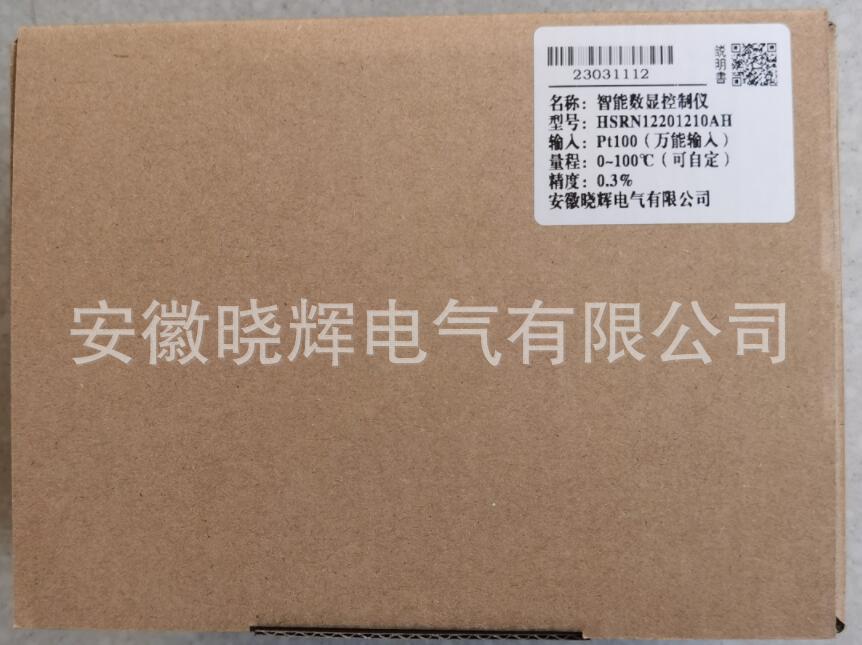 23031112
説明書
名称：智能数显控制仪
型号：HSRN12201210AH
输入：Pt100（万能输入）
量程：0~100℃（可自定）
精度：0.3%
安徽晓辉电气有限公司
安徽晓辉电气有限公司